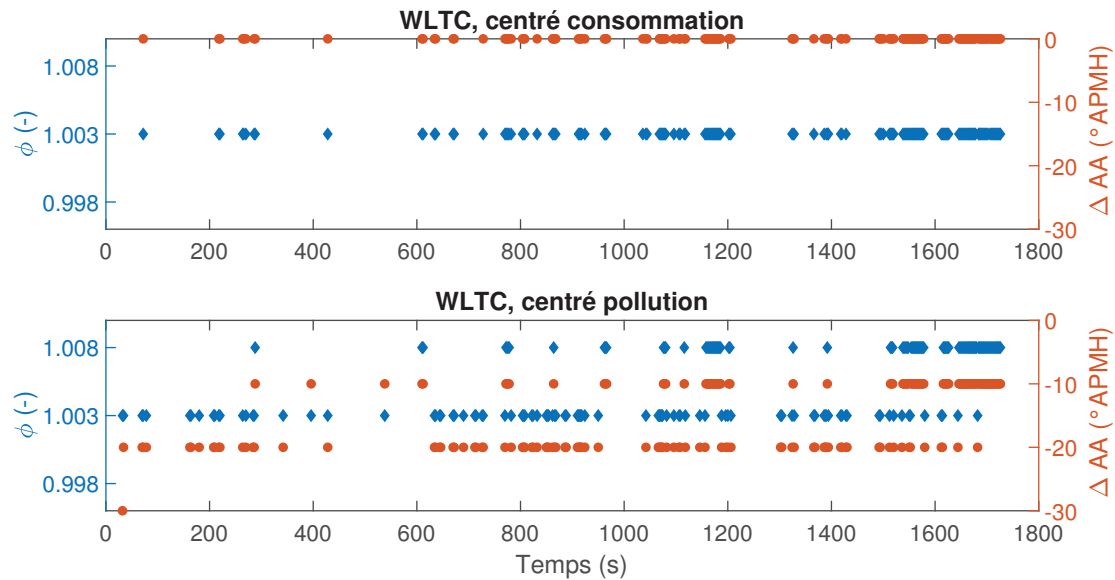 WLTC, centré consommation
1.008
1.003
0.998
ϕ (-)
0
-10
-20
-30
Δ AA (°APMH)
0 200 400 600 800 1000 1200 1400 1600 1800
WLTC, centré pollution
1.008
1.003
0.998
ϕ (-)
0
-10
-20
-30
Δ AA (°APMH)
0 200 400 600 800 1000 1200 1400 1600 1800
Temps (s)